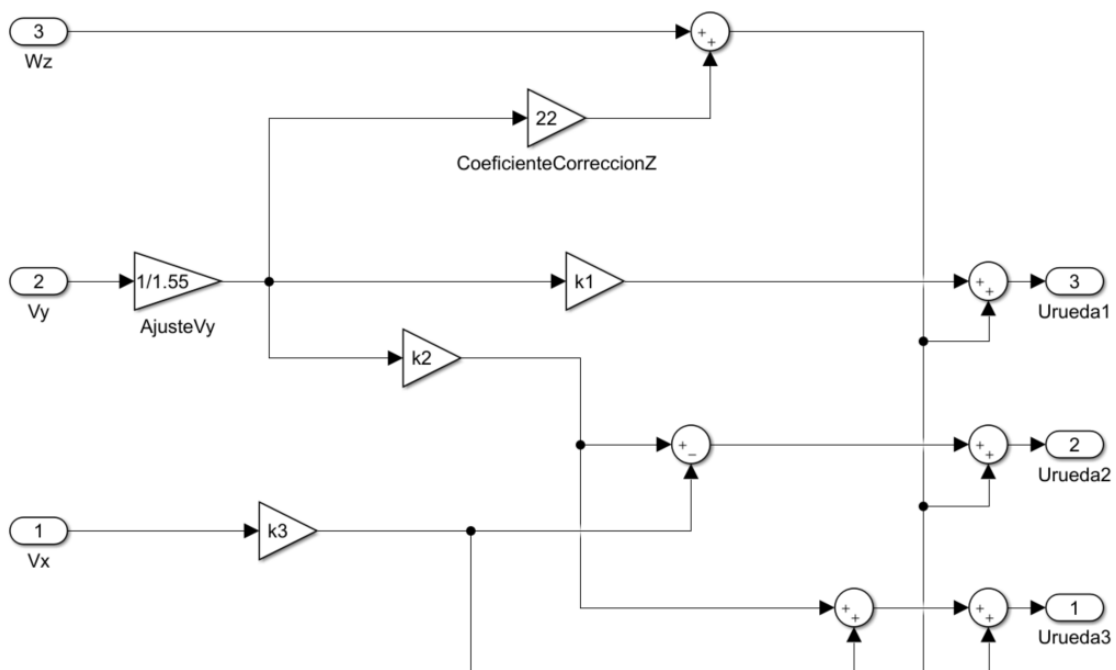 3
+
+
Wz
22
CoeficienteCorreccionZ
2
1/1.55
k1
+
+
3
Vy
AjusteVy
Urueda1
k2
+
−
+
+
2
Urueda2
1
k3
Vx
+
+
+
+
1
Urueda3